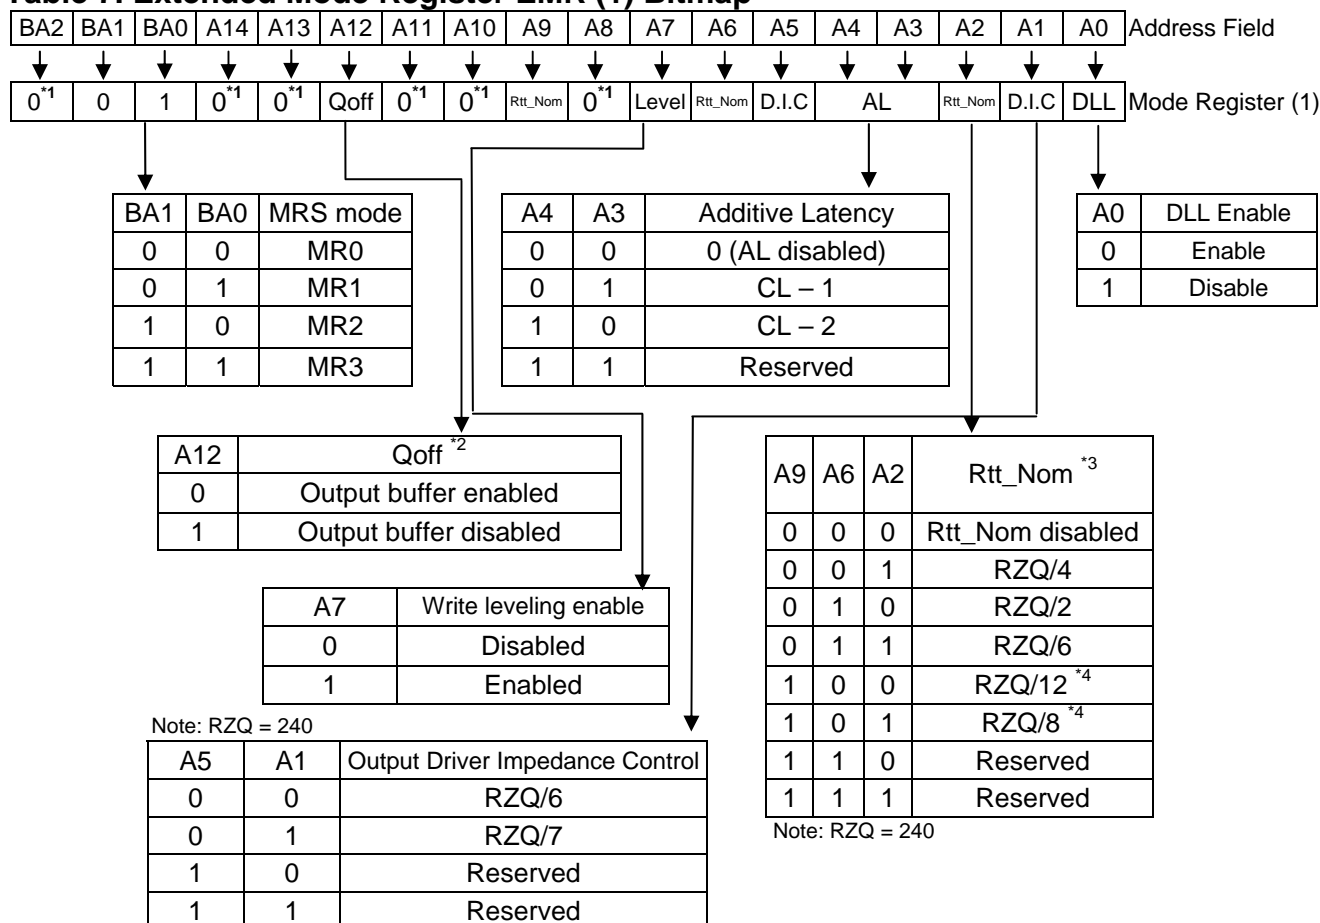 Table 7. Extended Mode Register EMR (1) Bitmap
BA2 BA1 BA0 A14 A13 A12 A11 A10 A9 A8 A7 A6 A5 A4 A3 A2 A1 A0 Address Field
0*1 0 1 0*1 0*1 Qoff 0*1 0*1 Rtt_Nom 0*1 Level Rtt_Nom D.I.C AL Rtt_Nom D.I.C DLL Mode Register (1)
BA1 BA0 MRS mode
0 0 MR0
0 1 MR1
1 0 MR2
1 1 MR3
A4 A3 Additive Latency
0 0 0 (AL disabled)
0 1 CL – 1
1 0 CL – 2
1 1 Reserved
A0 DLL Enable
0 Enable
1 Disable
A12 Qoff *2
0 Output buffer enabled
1 Output buffer disabled
A7 Write leveling enable
0 Disabled
1 Enabled
Note: RZQ = 240
A5 A1 Output Driver Impedance Control
0 0 RZQ/6
0 1 RZQ/7
1 0 Reserved
1 1 Reserved
A9 A6 A2 Rtt_Nom *3
0 0 0 Rtt_Nom disabled
0 0 1 RZQ/4
0 1 0 RZQ/2
0 1 1 RZQ/6
1 0 0 RZQ/12 *4
1 0 1 RZQ/8 *4
1 1 0 Reserved
1 1 1 Reserved
Note: RZQ = 240